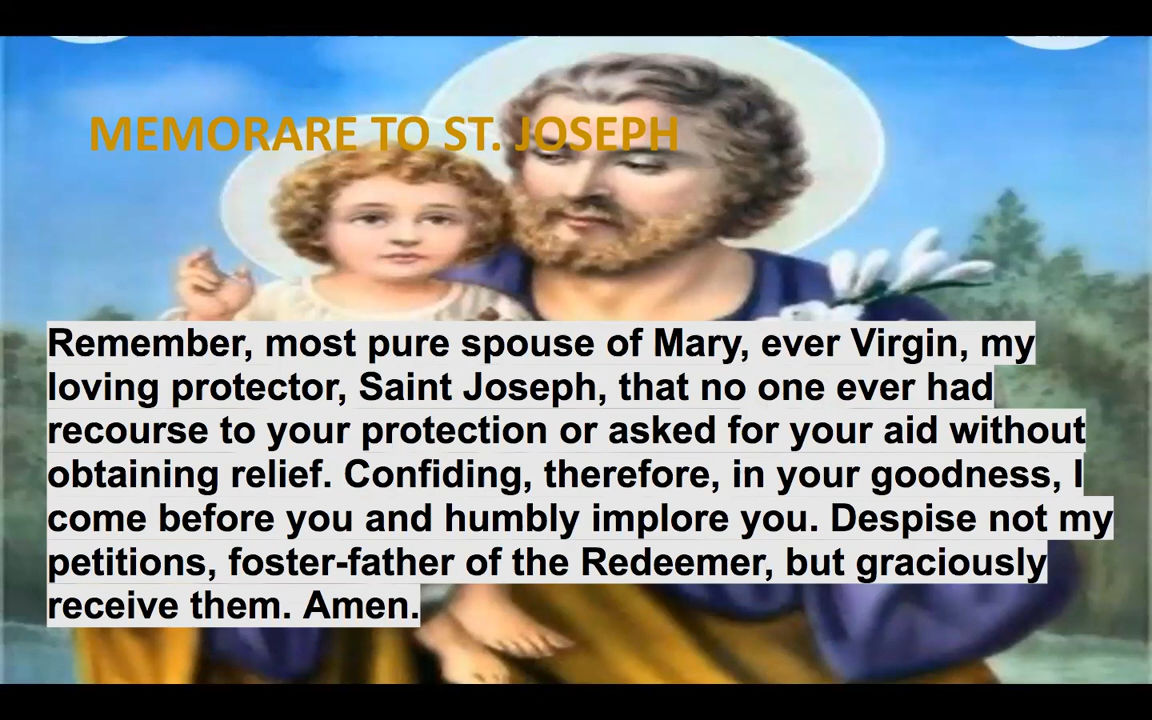 MEMORARE TO ST. JOSEPH
Remember, most pure spouse of Mary, ever Virgin, my
loving protector, Saint Joseph, that no one ever had
recourse to your protection or asked for your aid without
obtaining relief. Confiding, therefore, in your goodness, I
come before you and humbly implore you. Despise not my
petitions, foster-father of the Redeemer, but graciously
receive them. Amen.